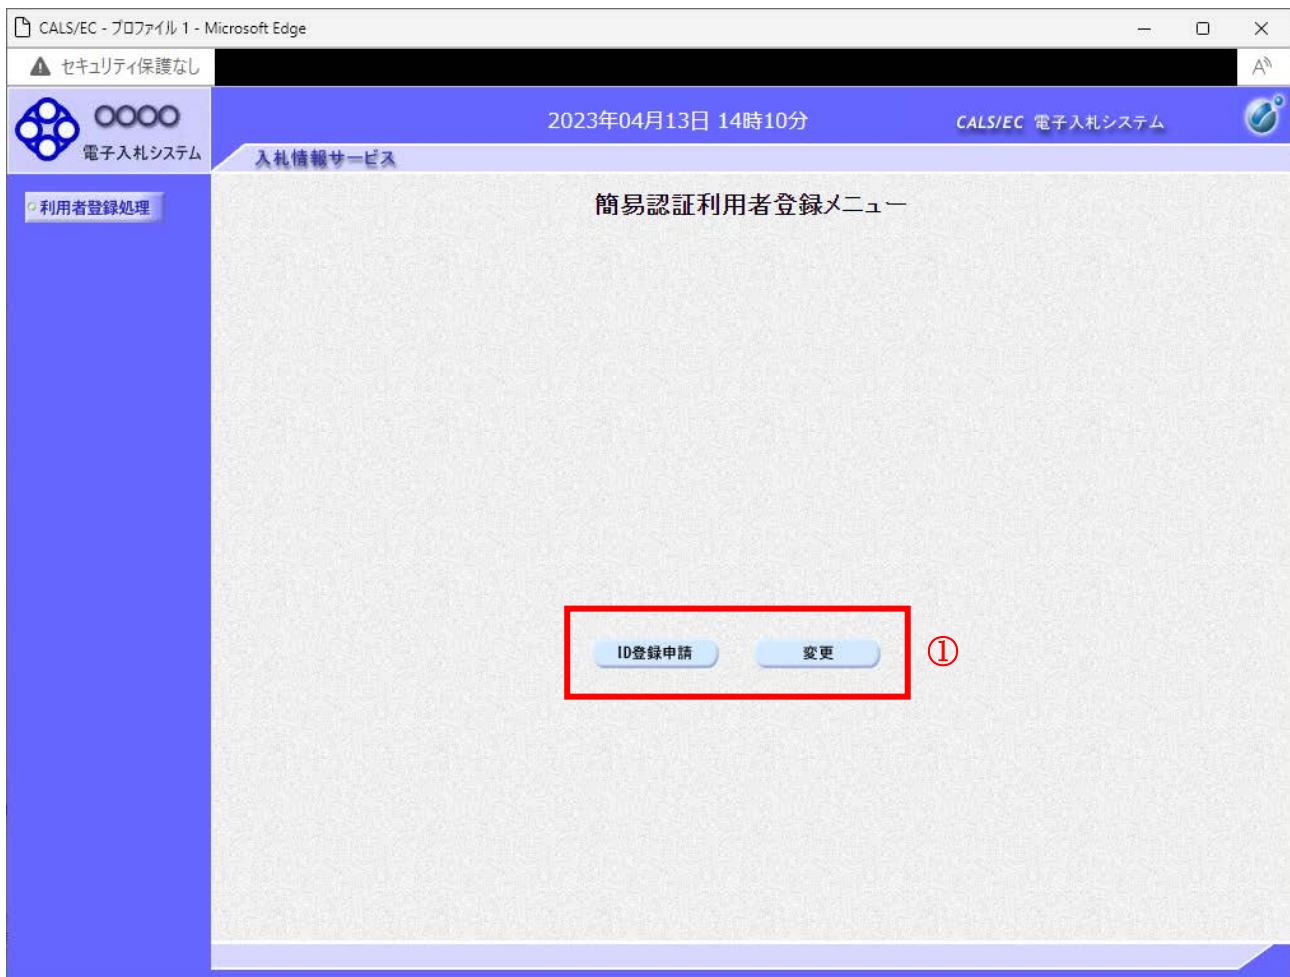 CALS/EC - プロファイル 1 - Microsoft Edge
セキュリティ保護なし
○○○○
電子入札システム
2023年04月13日 14時10分
CALS/EC 電子入札システム
入札情報サービス
利用者登録処理
簡易認証利用者登録メニュー
ID登録申請 変更 ①